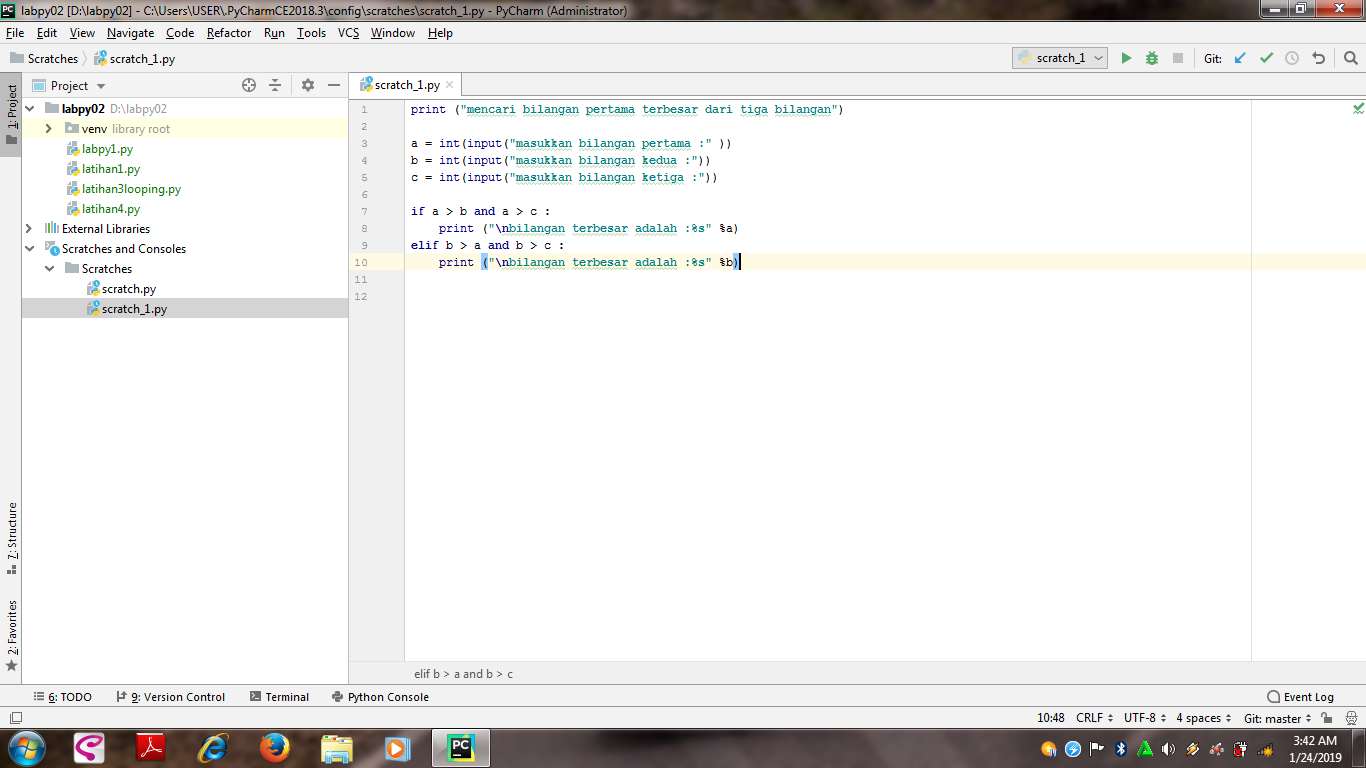 labpy02 [D:\labpy02] - C:\Users\USER\.PyCharmCE2018.3\config\scratches\scratch_1.py - PyCharm (Administrator)
File Edit View Navigate Code Refactor Run Tools VCS Window Help
Scratches scratch_1.py scratch_1 Git:
Project
scratch_1.py
1: Project
labpy02 D:\labpy02
venv library root
labpy1.py
latihan1.py
latihan3looping.py
latihan4.py
External Libraries
Scratches and Consoles
Scratches
scratch.py
scratch_1.py
1 print ("mencari bilangan pertama terbesar dari tiga bilangan")
2
3 a = int(input("masukkan bilangan pertama :" ))
4 b = int(input("masukkan bilangan kedua :"))
5 c = int(input("masukkan bilangan ketiga :"))
6
7 if a > b and a > c :
8 print ("\nbilangan terbesar adalah :%s" %a)
9 elif b > a and b > c :
10 print ("\nbilangan terbesar adalah :%s" %b)
11
12
7: Structure
2: Favorites
elif b > a and b > c
6: TODO 9: Version Control Terminal Python Console Event Log
10:48 CRLF UTF-8 4 spaces Git: master
PC
3:42 AM
1/24/2019